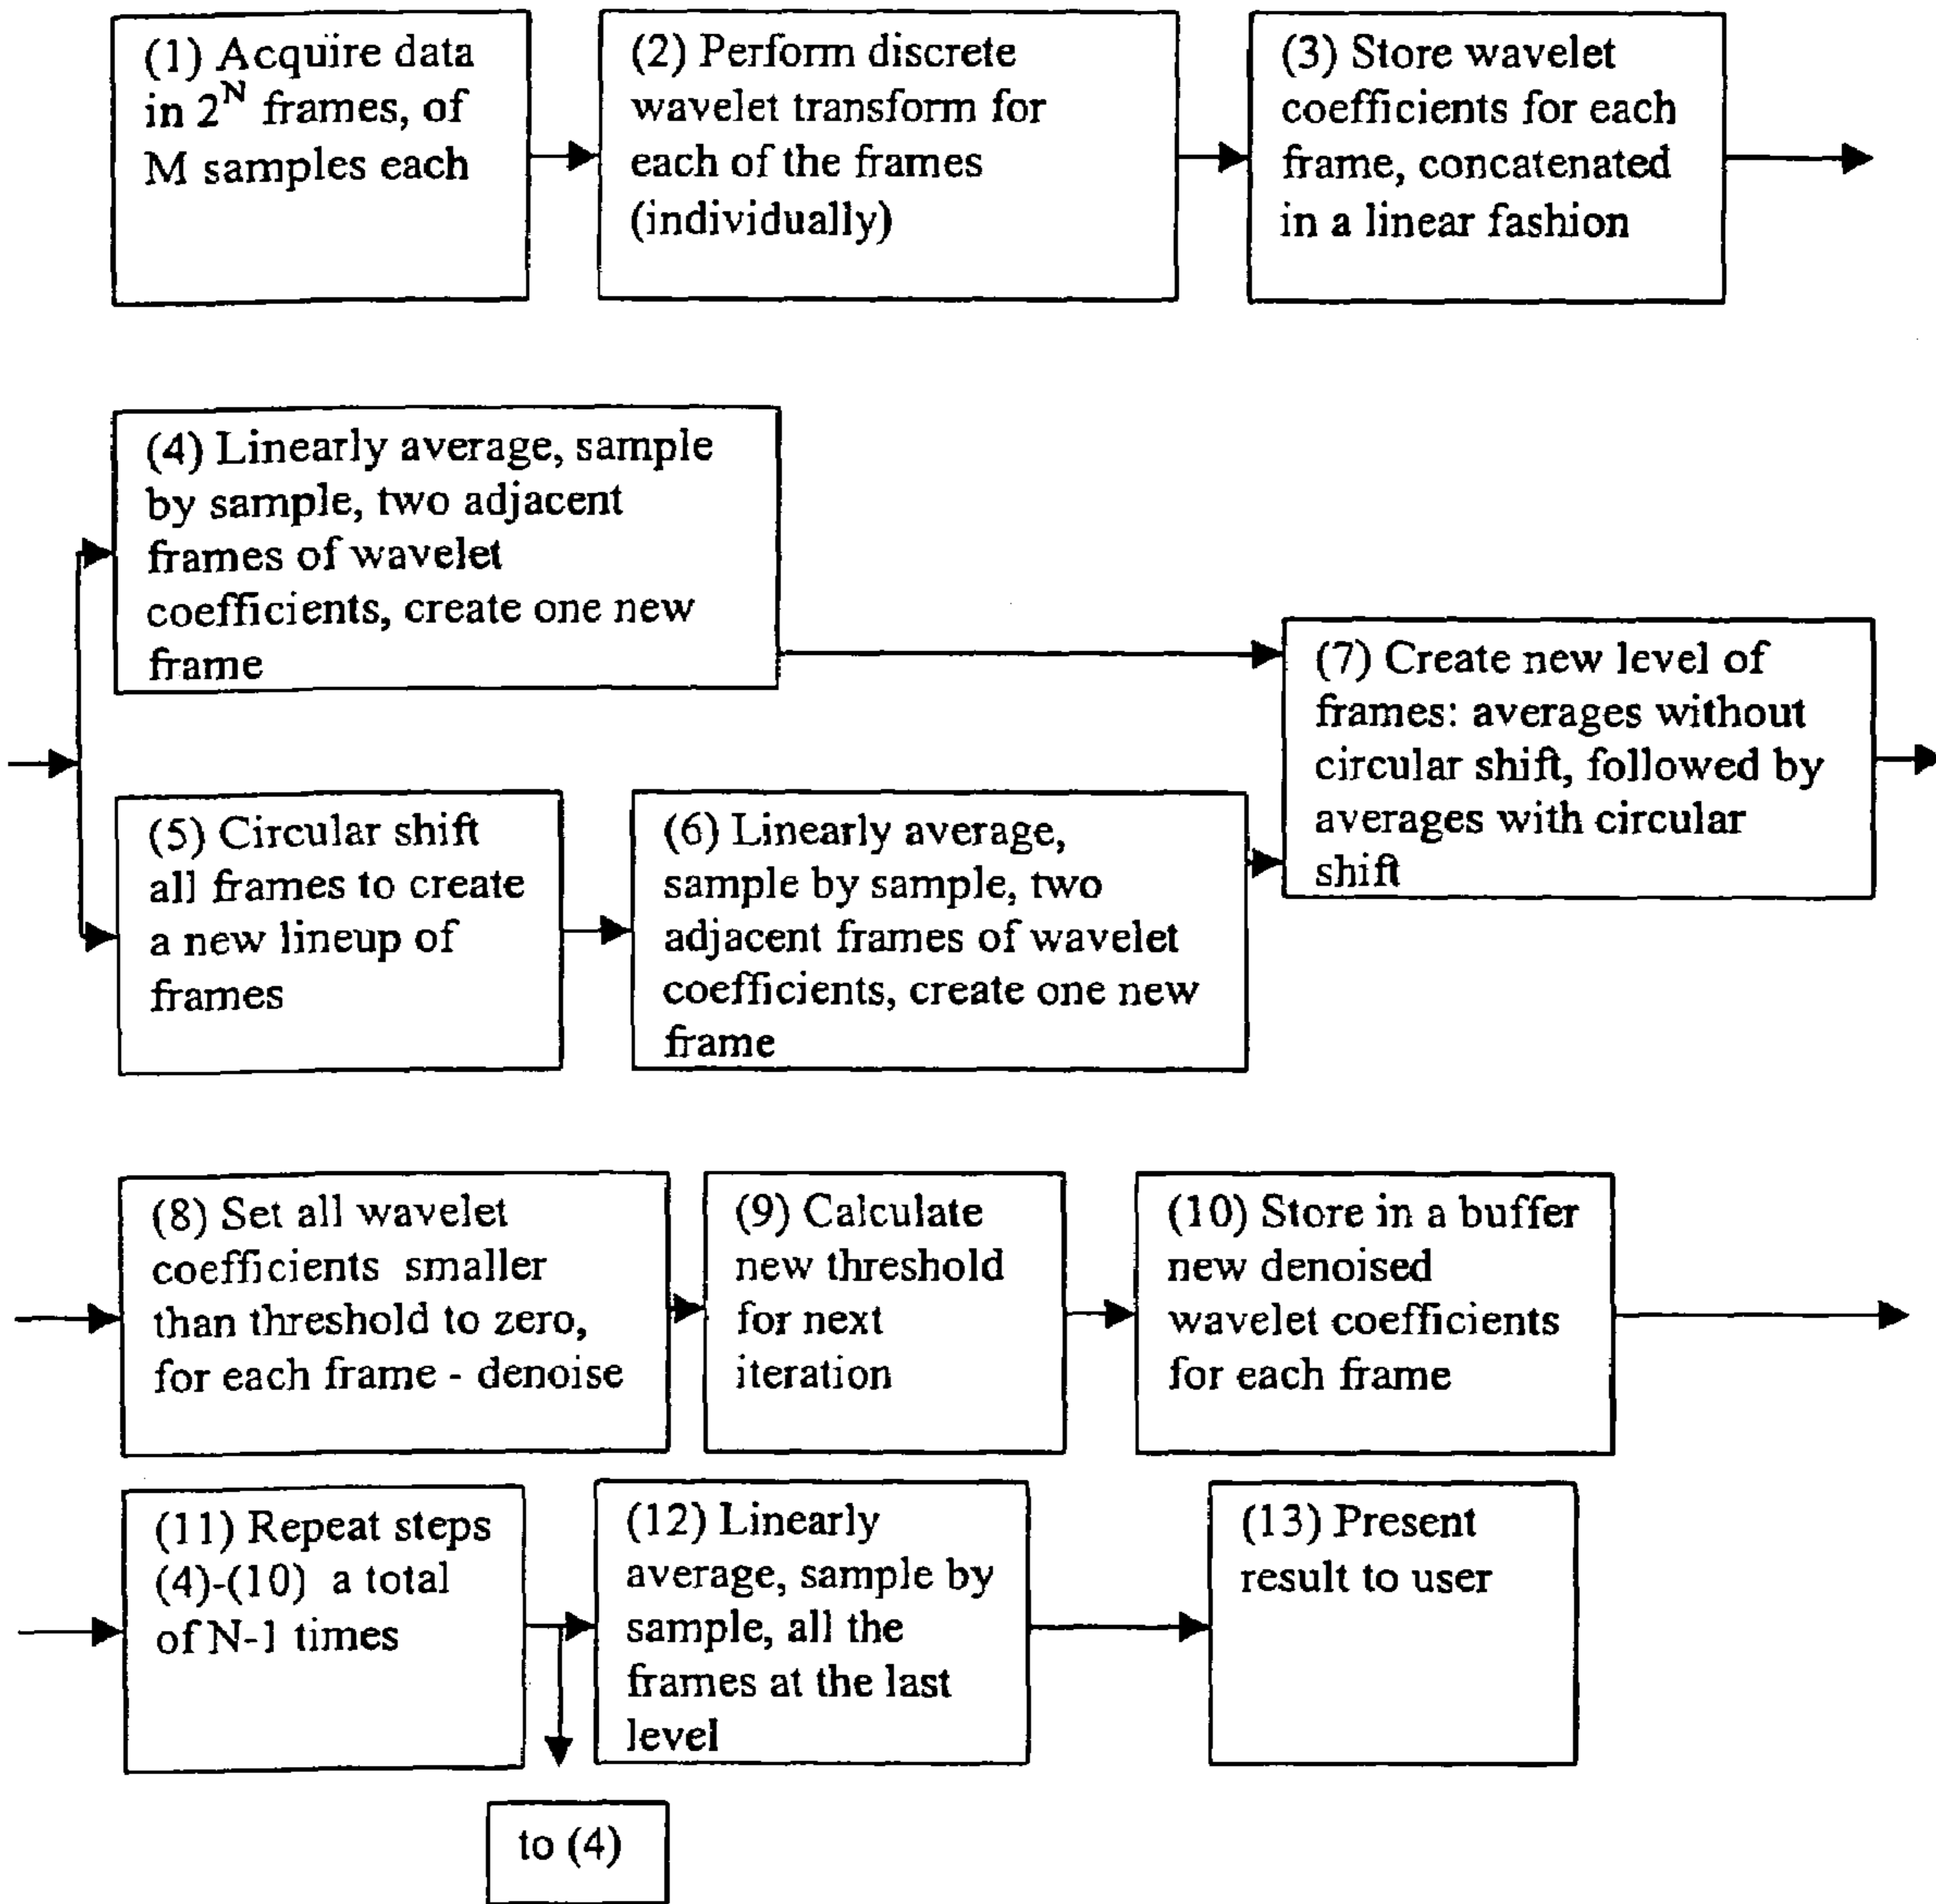 (1) Acquire data
in 2^N frames, of
M samples each
(2) Perform discrete
wavelet transform for
each of the frames
(individually)
(3) Store wavelet
coefficients for each
frame, concatenated
in a linear fashion
(4) Linearly average, sample
by sample, two adjacent
frames of wavelet
coefficients, create one new
frame
(5) Circular shift
all frames to create
a new lineup of
frames
(6) Linearly average,
sample by sample, two
adjacent frames of wavelet
coefficients, create one new
frame
(7) Create new level of
frames: averages without
circular shift, followed by
averages with circular
shift
(8) Set all wavelet
coefficients smaller
than threshold to zero,
for each frame - denoise
(9) Calculate
new threshold
for next
iteration
(10) Store in a buffer
new denoised
wavelet coefficients
for each frame
(11) Repeat steps
(4)-(10) a total
of N-1 times
(12) Linearly
average, sample by
sample, all the
frames at the last
level
(13) Present
result to user
to (4)